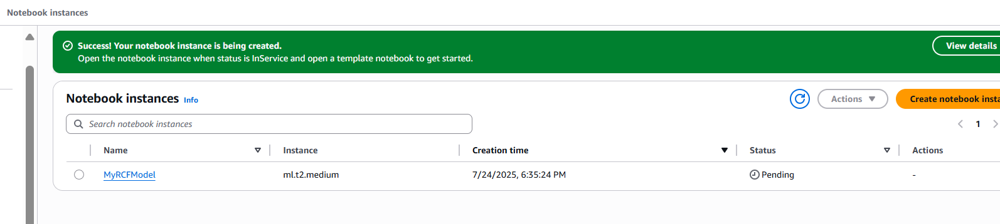 Notebook instances
Success! Your notebook instance is being created.
Open the notebook instance when status is InService and open a template notebook to get started.
View details
Notebook instances Info
Actions
Create notebook insta
Search notebook instances
1
Name Instance Creation time Status Actions
MyRCFModel ml.t2.medium 7/24/2025, 6:35:24 PM Pending -